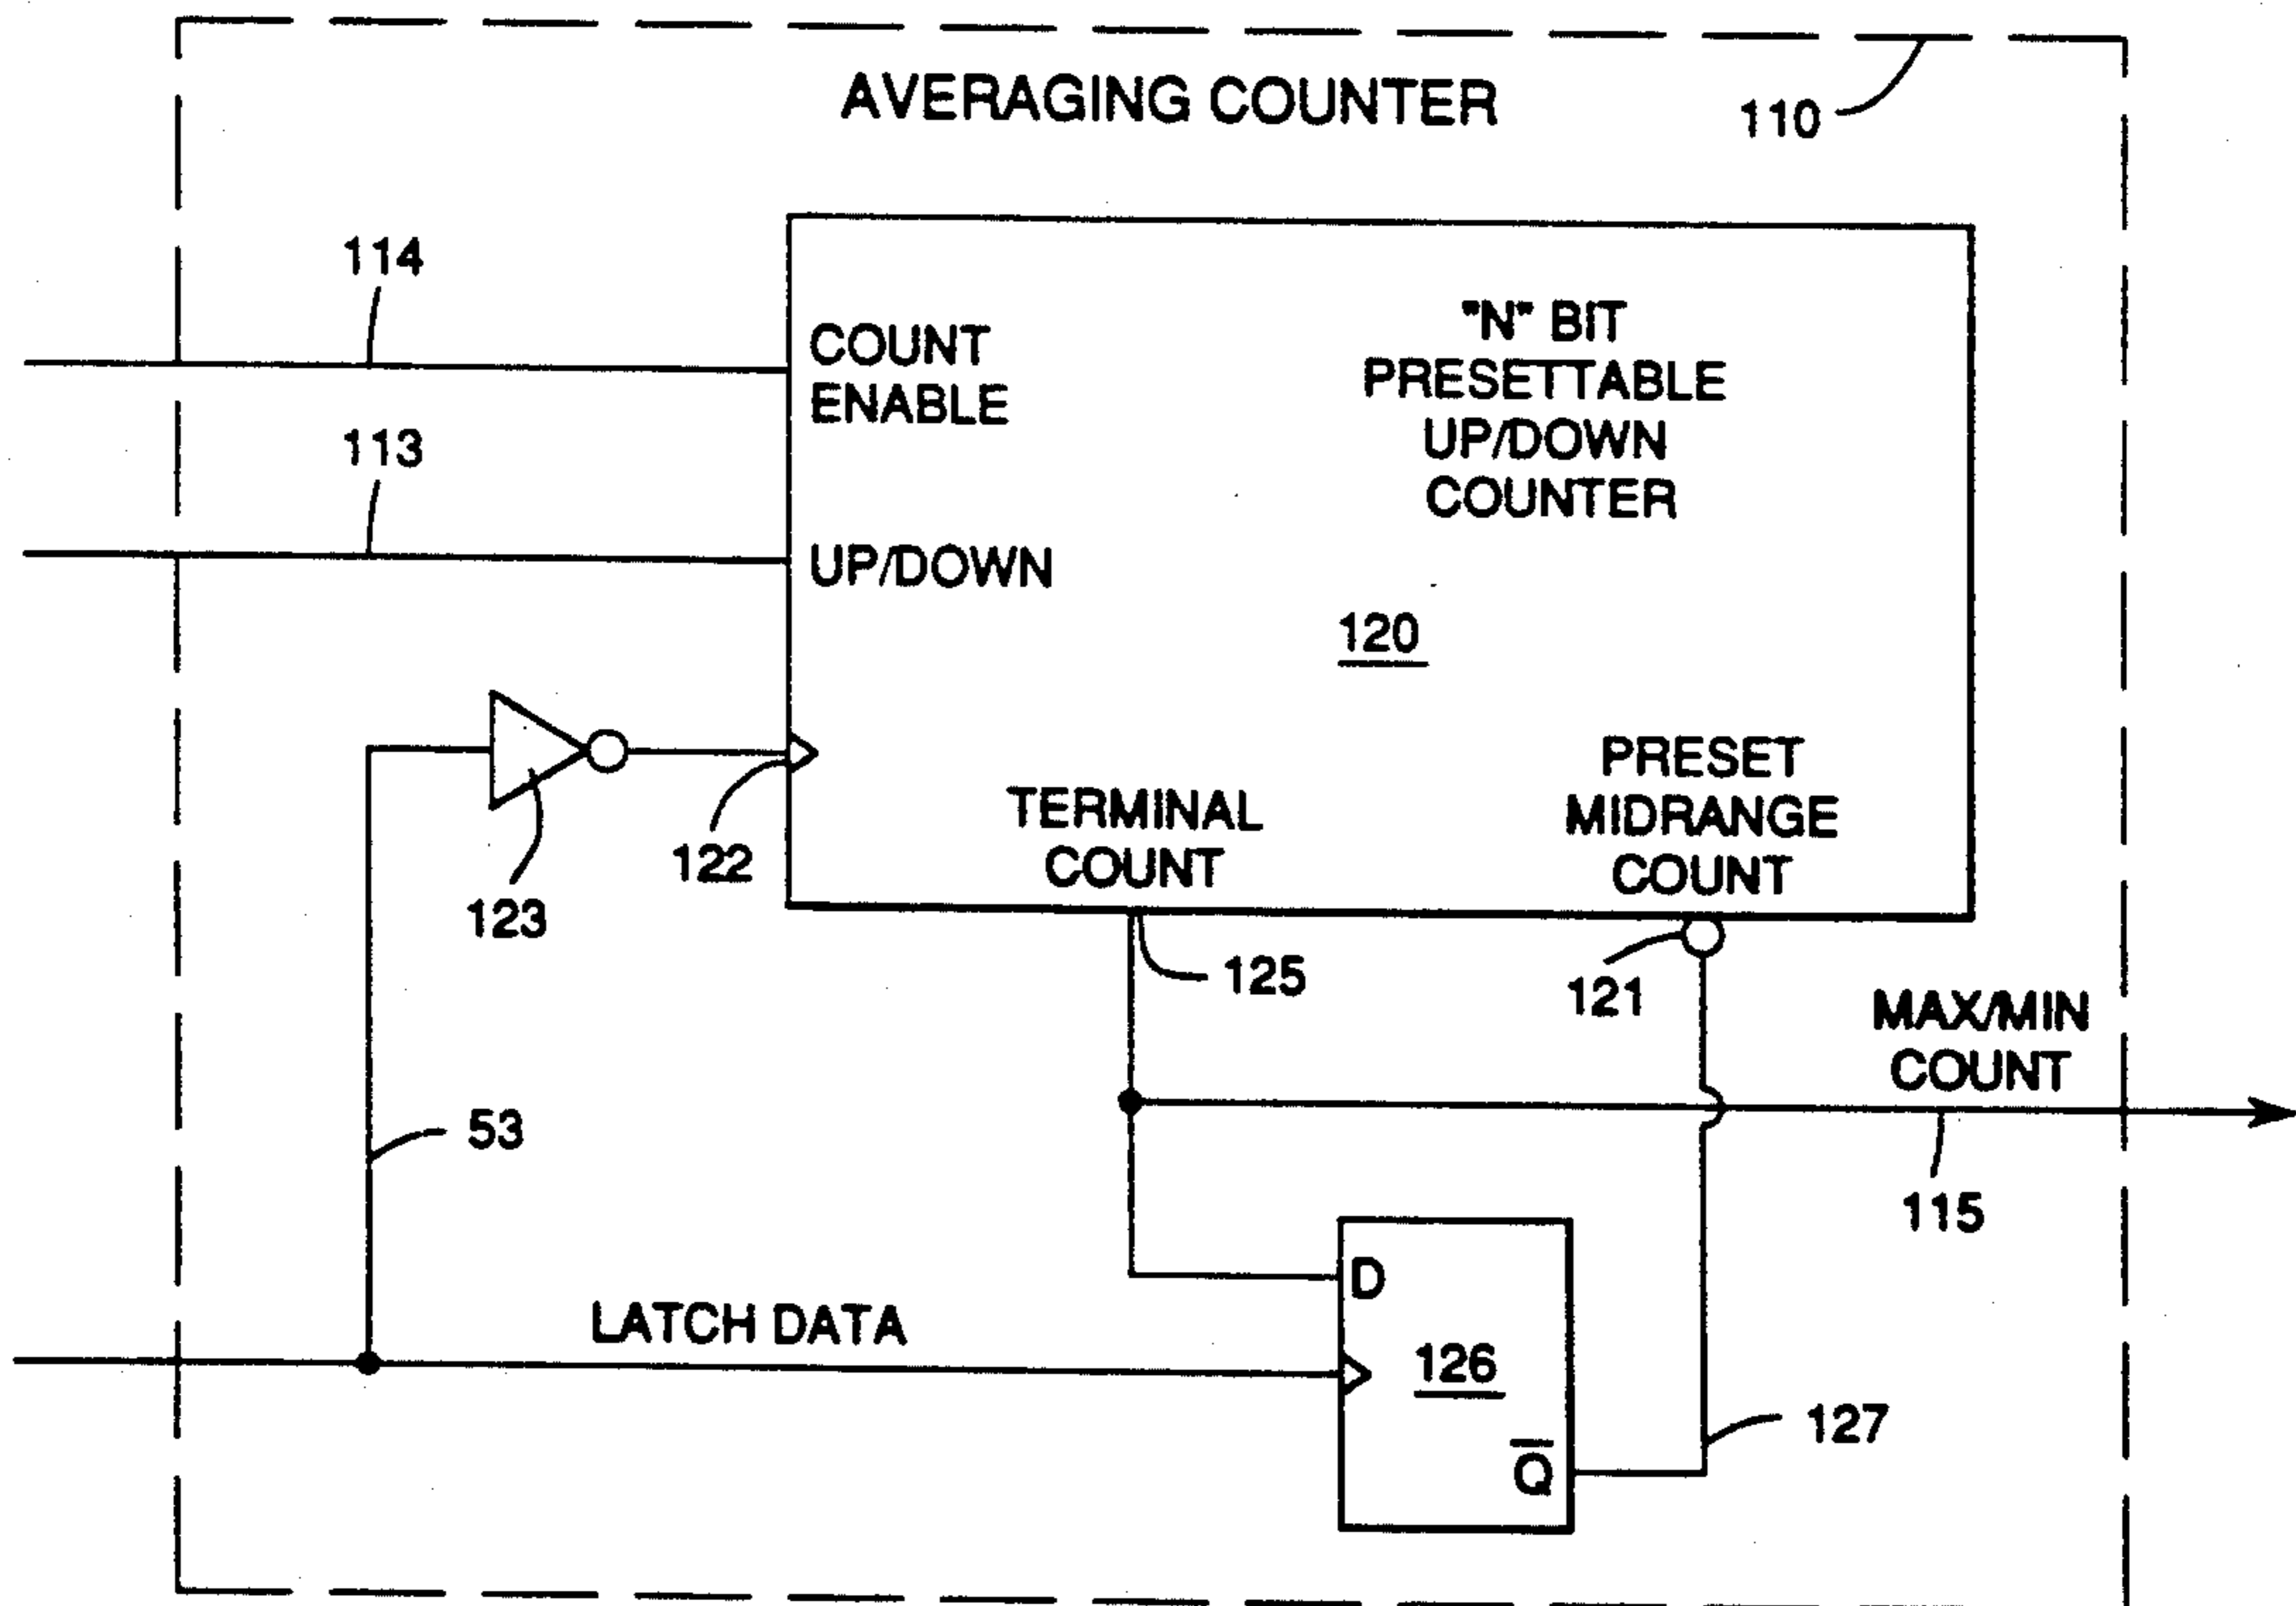 AVERAGING COUNTER
110
114
COUNT
ENABLE
"N" BIT
PRESETTABLE
UP/DOWN
COUNTER
113
UP/DOWN
120
123
122
TERMINAL
COUNT
PRESET
MIDRANGE
COUNT
125
121
MAX/MIN
COUNT
115
53
LATCH DATA
D
126
Q̅
127